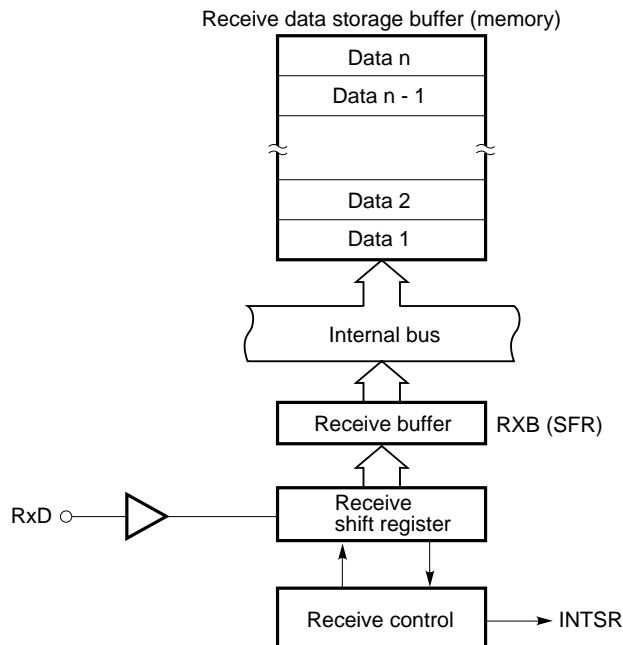 Receive data storage buffer (memory)
Data n
Data n - 1
Data 2
Data 1
Internal bus
Receive buffer
RXB (SFR)
RxD
Receive
shift register
Receive control
INTSR